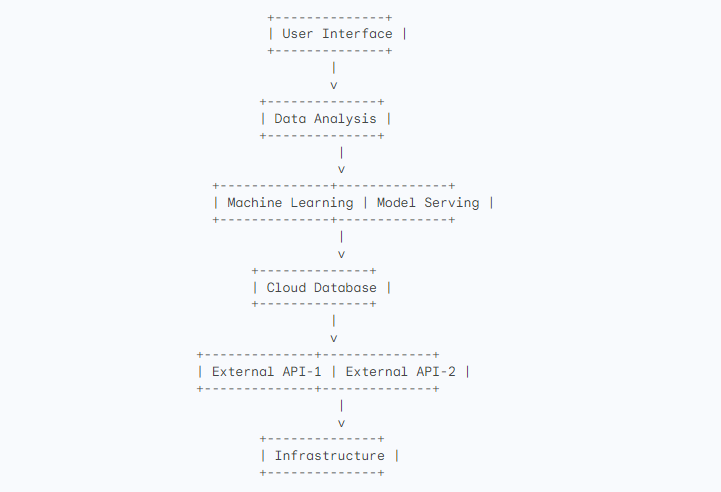 +--------------+
| User Interface |
+--------------+
|
v
+--------------+
| Data Analysis |
+--------------+
|
v
+--------------+--------------+
| Machine Learning | Model Serving |
+--------------+--------------+
|
v
+--------------+
| Cloud Database |
+--------------+
|
v
+--------------+--------------+
| External API-1 | External API-2 |
+--------------+--------------+
|
v
+--------------+
| Infrastructure |
+--------------+